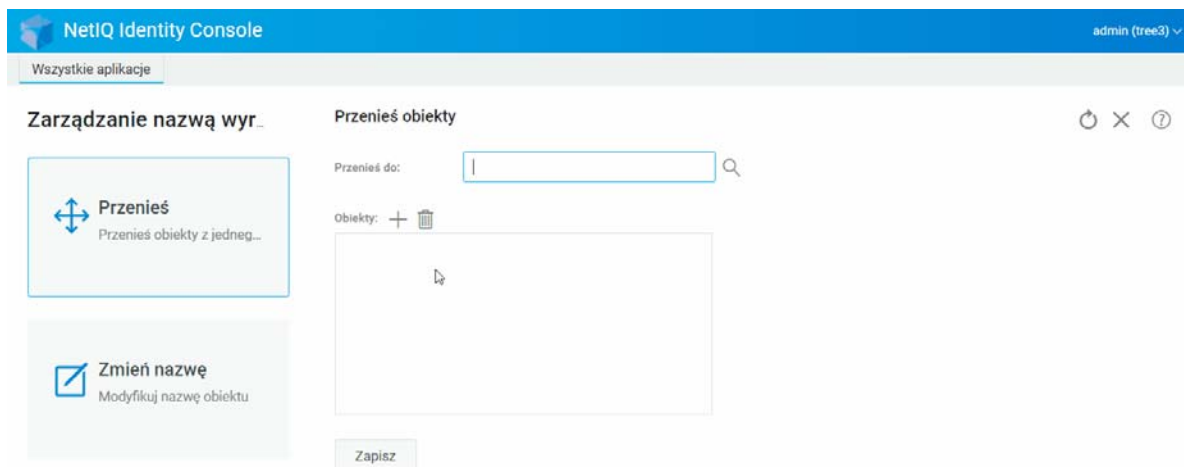 NetIQ Identity Console
admin (tree3)
Wszystkie aplikacje
Zarządzanie nazwą wyr...
Przenieś
Przenieś obiekty z jedneg...
Zmień nazwę
Modyfikuj nazwę obiektu
Przenieś obiekty
Przenieś do:
Obiekty:
Zapisz